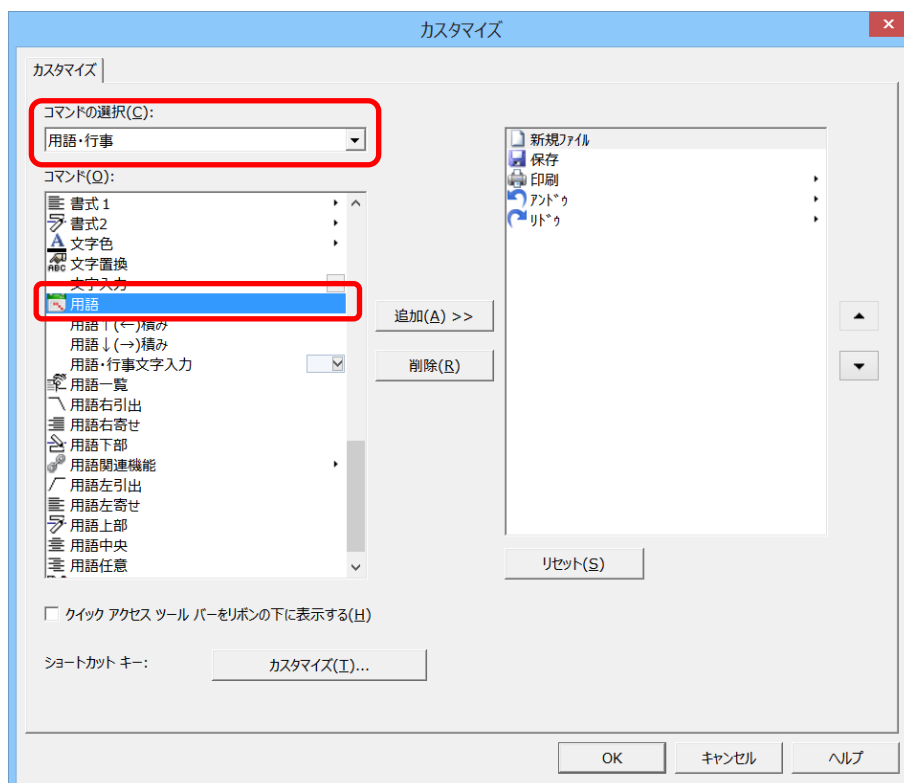 カスタマイズ
カスタマイズ
コマンドの選択(C):
用語・行事
コマンド(O):
書式1
書式2
文字色
ABC 文字置換
文字入力
用語
用語↑(←)積み
用語↓(→)積み
用語・行事文字入力
用語一覧
用語右引出
用語右寄せ
用語下部
用語関連機能
用語左引出
用語左寄せ
用語上部
用語中央
用語任意
追加(A) >>
削除(R)
新規ﾌｧｲﾙ
保存
印刷
ｱﾝﾄﾞｩ
ﾘﾄﾞｩ
リセット(S)
クイック アクセス ツール バーをリボンの下に表示する(H)
ショートカット キー:
カスタマイズ(T)...
OK
キャンセル
ヘルプ